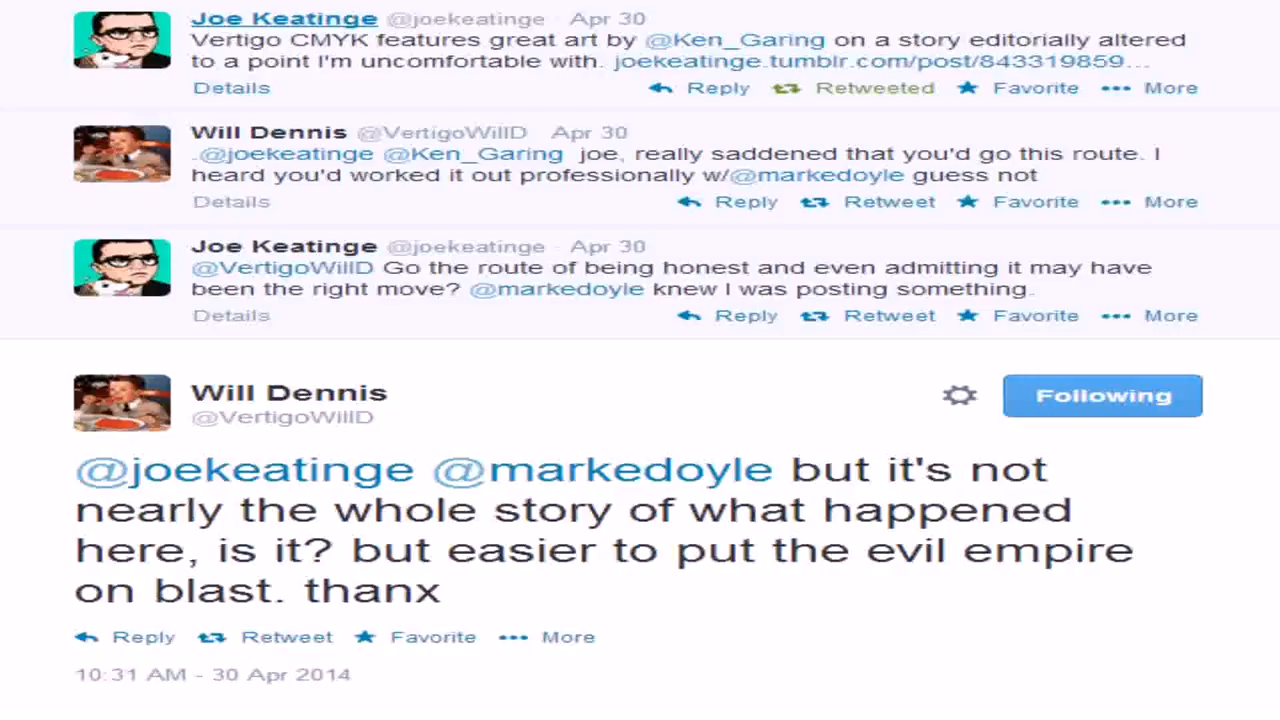 Joe Keatinge @joekeatinge · Apr 30
Vertigo CMYK features great art by @Ken_Garing on a story editorially altered
to a point I'm uncomfortable with. joekeatinge.tumblr.com/post/843319859...
Details Reply Retweeted Favorite More
Will Dennis @VertigoWillD · Apr 30
.@joekeatinge @Ken_Garing joe, really saddened that you'd go this route. I
heard you'd worked it out professionally w/@markedoyle guess not
Details Reply Retweet Favorite More
Joe Keatinge @joekeatinge · Apr 30
@VertigoWillD Go the route of being honest and even admitting it may have
been the right move? @markedoyle knew I was posting something.
Details Reply Retweet Favorite More
Will Dennis
@VertigoWillD
Following
@joekeatinge @markedoyle but it's not
nearly the whole story of what happened
here, is it? but easier to put the evil empire
on blast. thanx
Reply Retweet Favorite More
10:31 AM - 30 Apr 2014